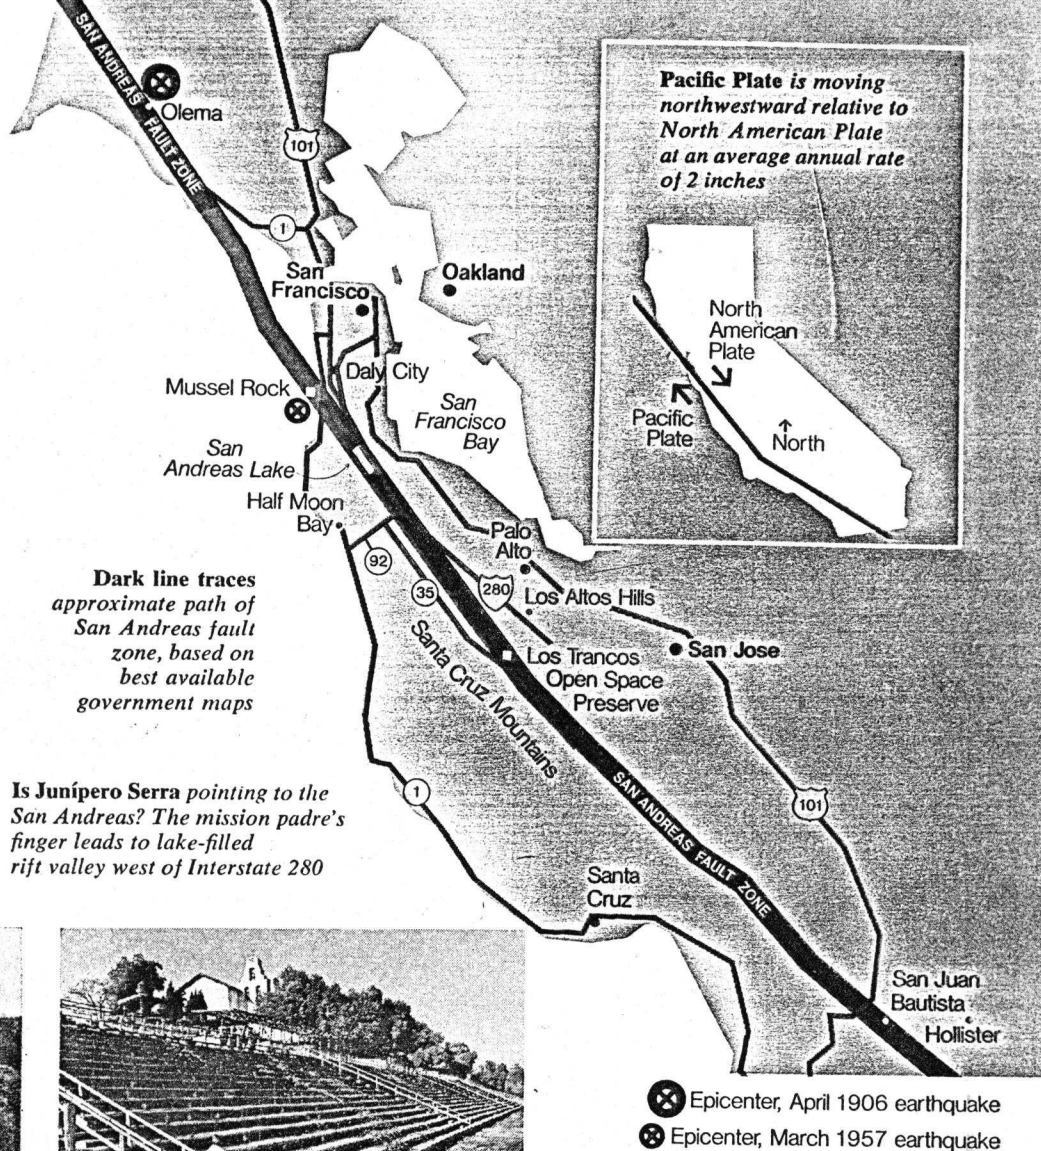 SAN ANDREAS FAULT ZONE
Olema
101
1
San
Francisco
Oakland
Mussel Rock
Daly City
San
Francisco
Bay
San
Andreas Lake
Half Moon
Bay
92
35
280
Palo
Alto
Los Altos Hills
San Jose
Los Trancos
Open Space
Preserve
Santa Cruz Mountains
1
101
SAN ANDREAS FAULT ZONE
Santa
Cruz
San Juan
Bautista
Hollister
Pacific Plate is moving
northwestward relative to
North American Plate
at an average annual rate
of 2 inches
North
American
Plate
Pacific
Plate
North
Dark line traces
approximate path of
San Andreas fault
zone, based on
best available
government maps
Is Junípero Serra pointing to the
San Andreas? The mission padre's
finger leads to lake-filled
rift valley west of Interstate 280
Epicenter, April 1906 earthquake
Epicenter, March 1957 earthquake